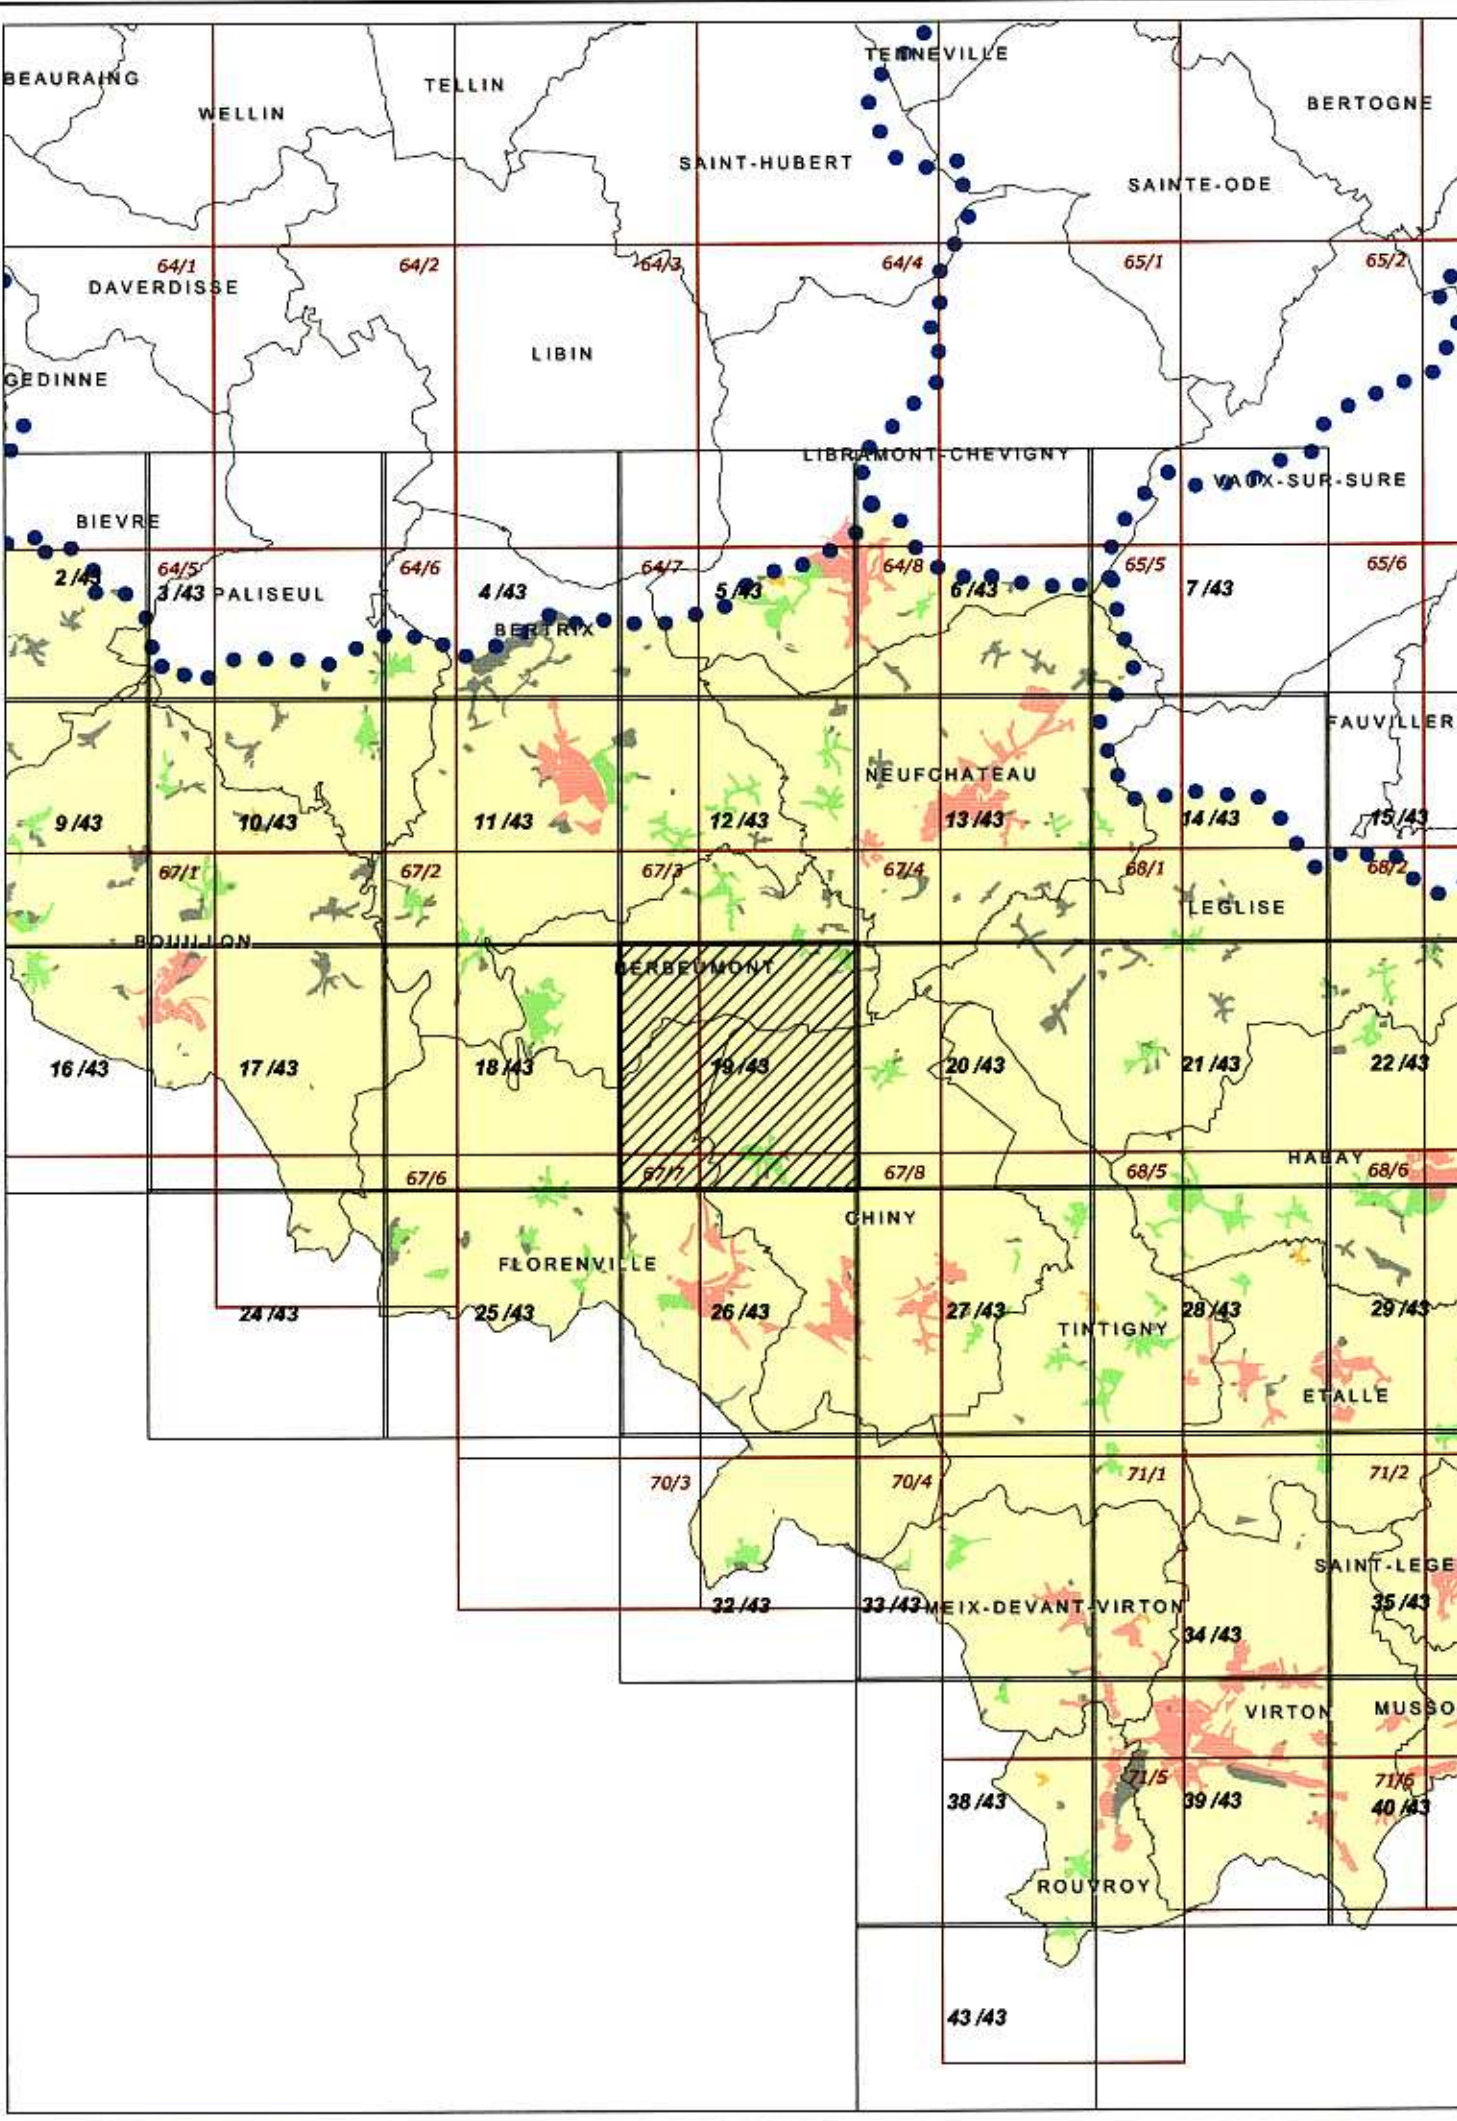 TENNEVILLE
BEAURAING
TELLIN
BERTOGNE
WELLIN
SAINT-HUBERT
SAINTE-ODE
64/1
64/2
64/3
64/4
65/1
65/2
DAVERDISSE
LIBIN
GEDINNE
LIBRAMONT-CHEVIGNY
VAUX-SUR-SURE
BIEVRE
64/5
64/6
64/7
64/8
65/5
65/6
2 /43
3 /43
PALISEUL
4 /43
5 /43
6 /43
7 /43
BERTRIX
FAUVILLER
NEUFCHATEAU
9 /43
10 /43
11 /43
12 /43
13 /43
14 /43
15 /43
67/1
67/2
67/3
67/4
68/1
68/2
LEGLISE
BOUILLON
HERBEUMONT
16 /43
17 /43
18 /43
19 /43
20 /43
21 /43
22 /43
HABAY
67/6
67/7
67/8
68/5
68/6
CHINY
FLORENVILLE
24 /43
25 /43
26 /43
27 /43
28 /43
29 /43
TINTIGNY
ETALLE
70/3
70/4
71/1
71/2
SAINT-LEGE
32 /43
33 /43
MEIX-DEVANT-VIRTON
35 /43
34 /43
VIRTON
MUSSO
71/5
71/6
38 /43
39 /43
40 /43
ROUVROY
43 /43